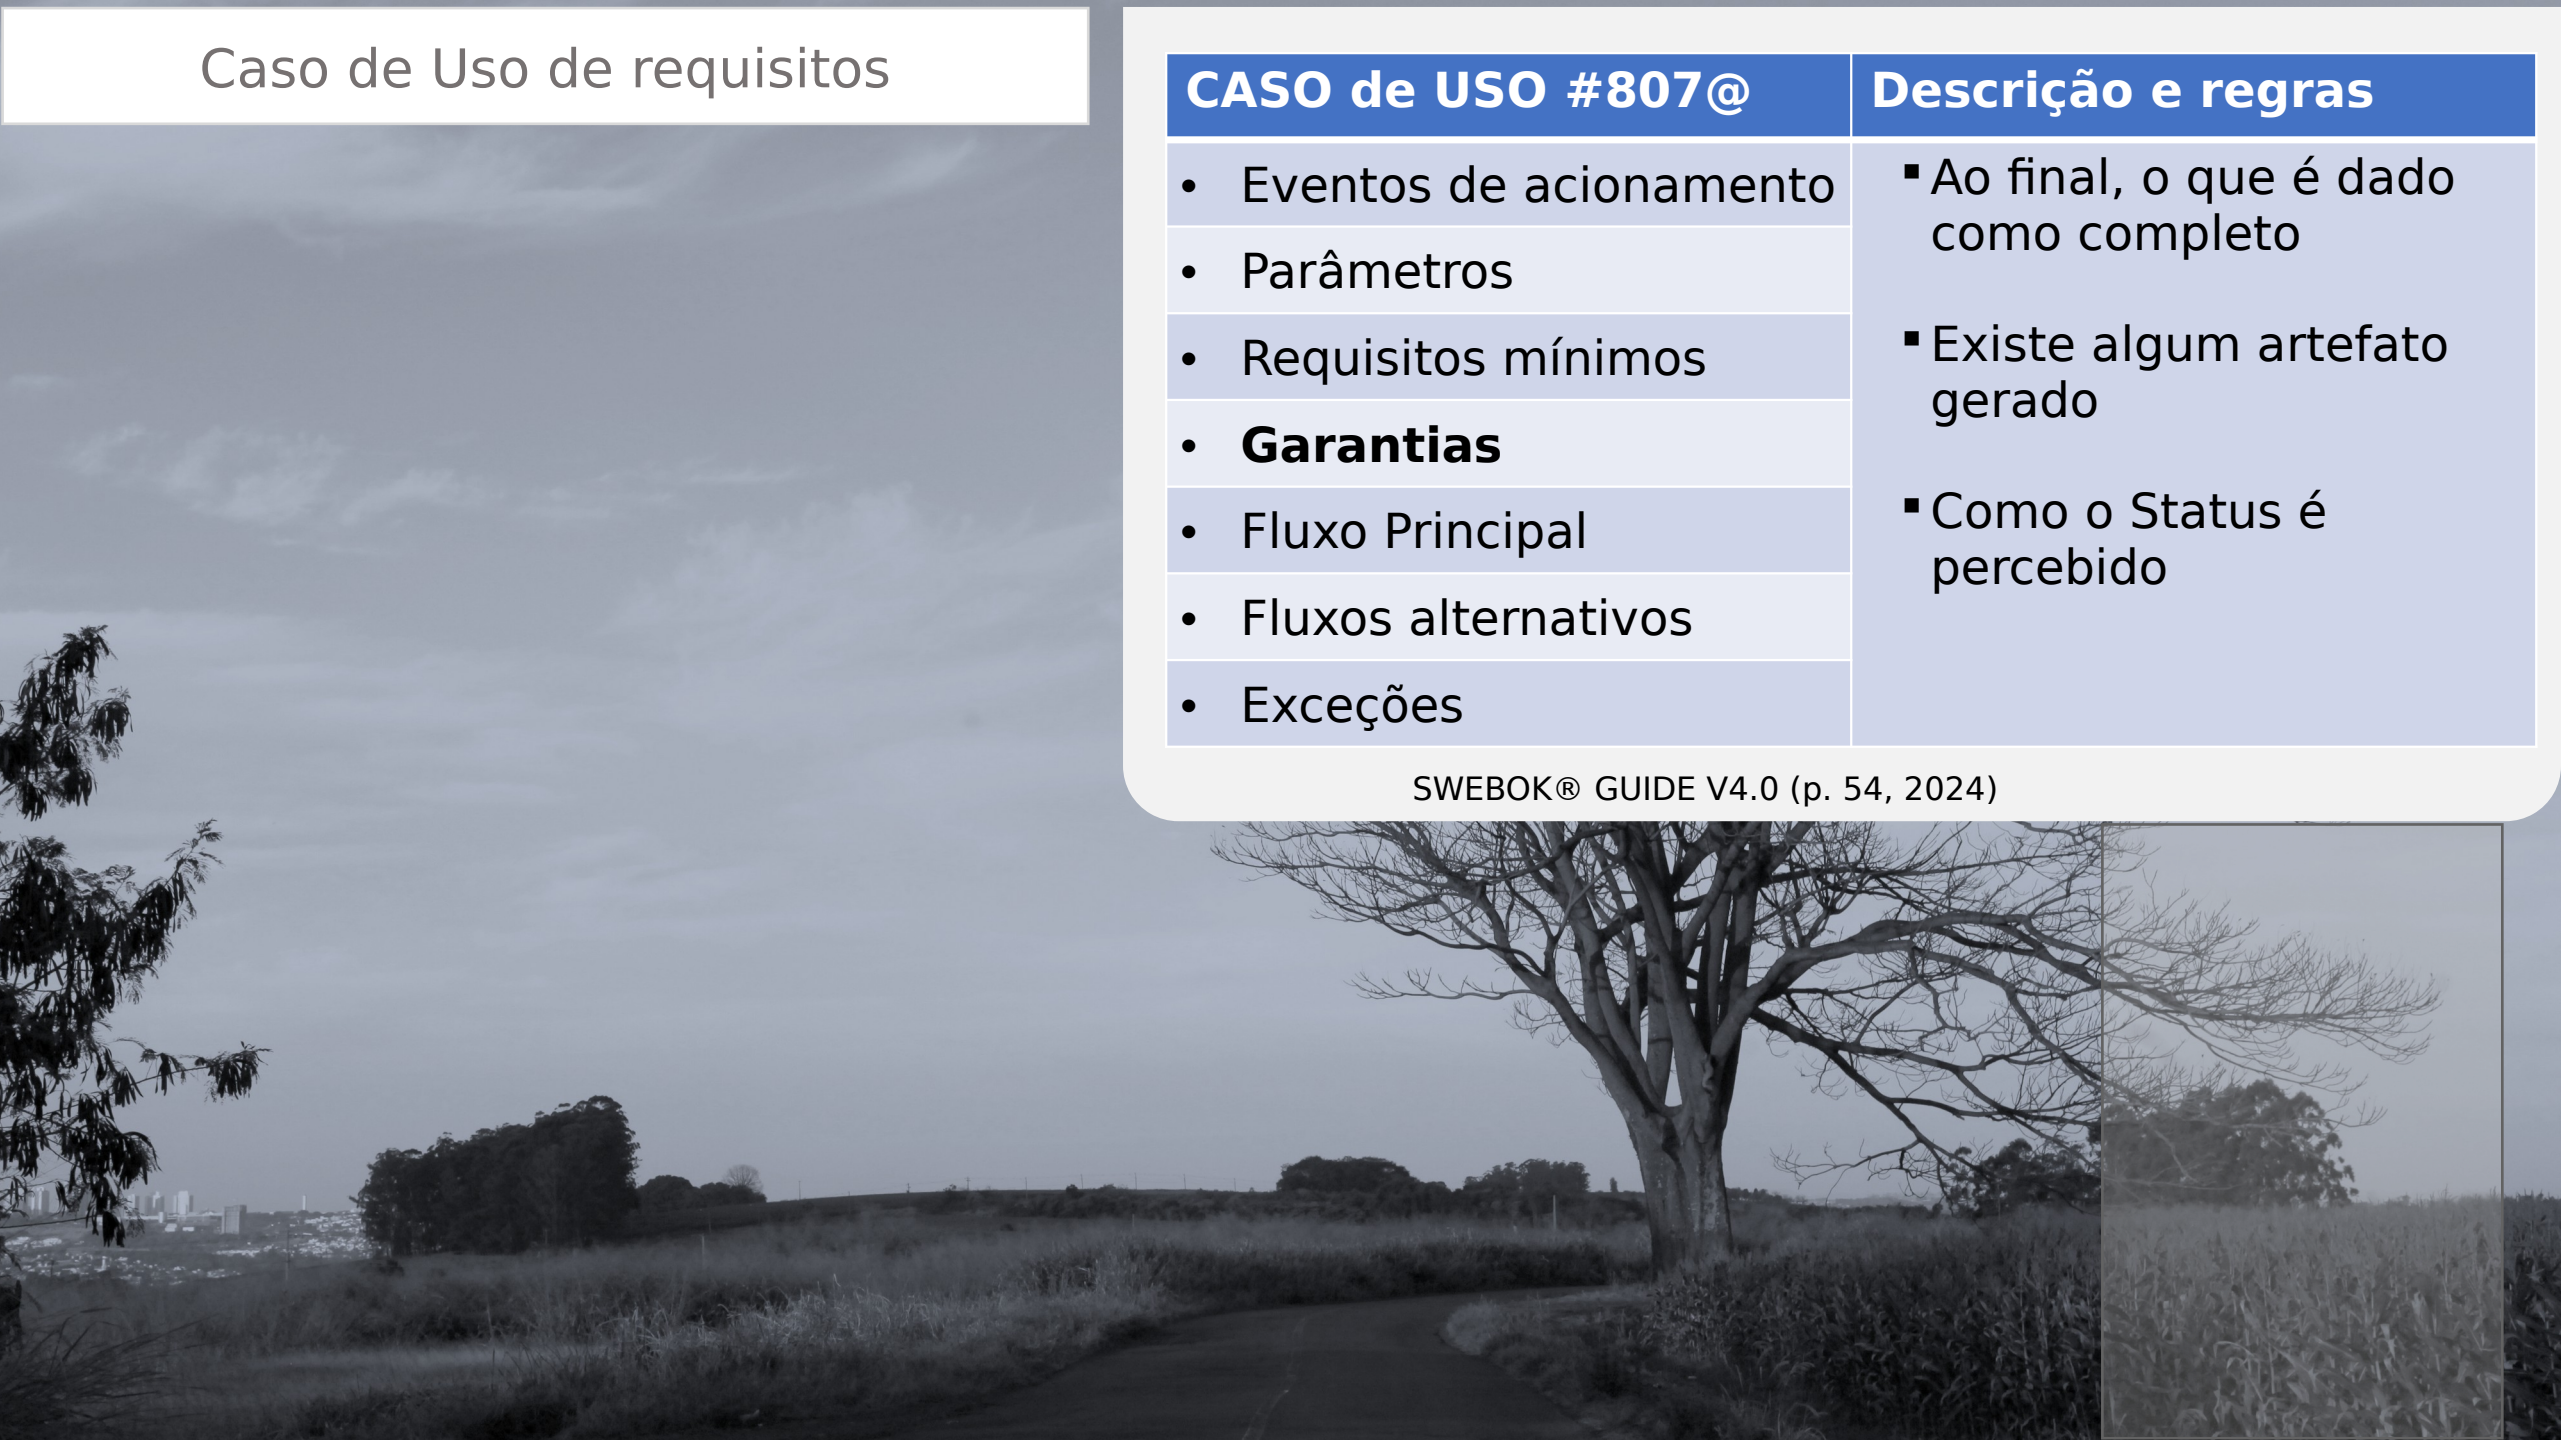 Caso de Uso de requisitos
CASO de USO #807@
Descrição e regras
• Eventos de acionamento
• Parâmetros
• Requisitos mínimos
• Garantias
• Fluxo Principal
• Fluxos alternativos
• Exceções
▪ Ao final, o que é dado
como completo
▪ Existe algum artefato
gerado
▪ Como o Status é
percebido
SWEBOK® GUIDE V4.0 (p. 54, 2024)